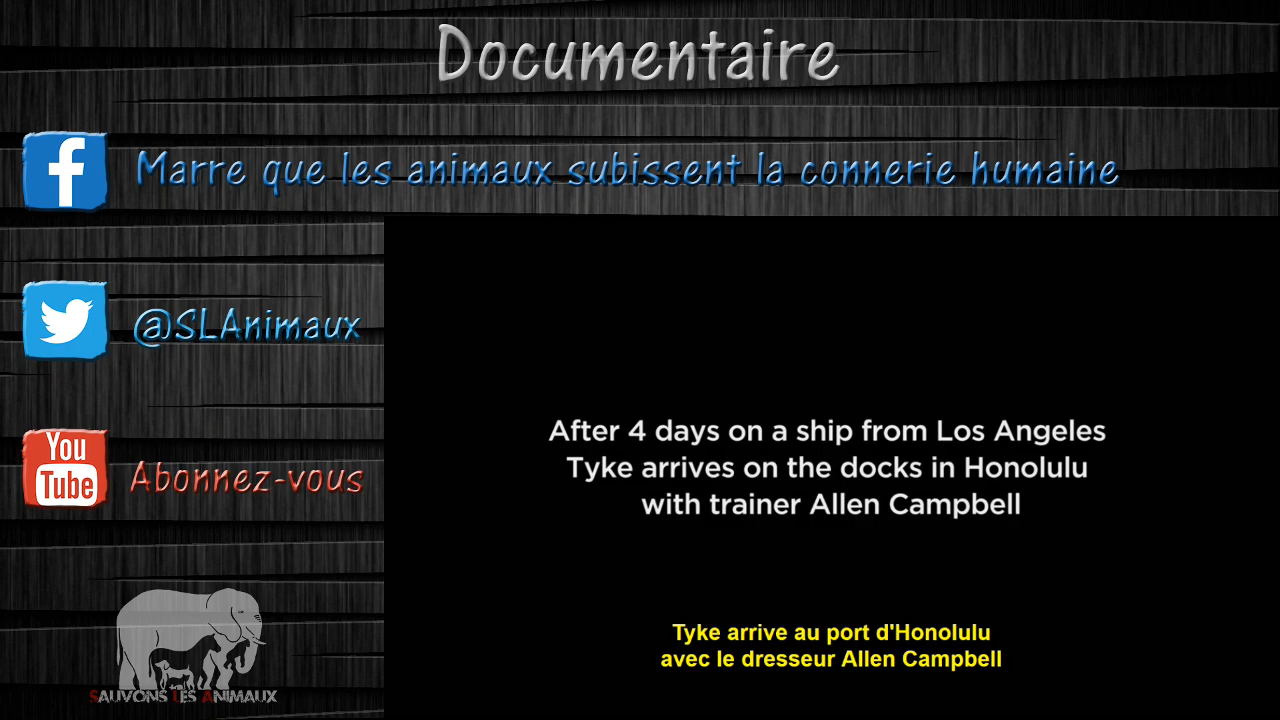 Documentaire
Marre que les animaux subissent la connerie humaine
@SLAnimaux
You
Tube
Abonnez-vous
After 4 days on a ship from Los Angeles
Tyke arrives on the docks in Honolulu
with trainer Allen Campbell
Tyke arrive au port d'Honolulu
avec le dresseur Allen Campbell
SAUVONS LES ANIMAUX